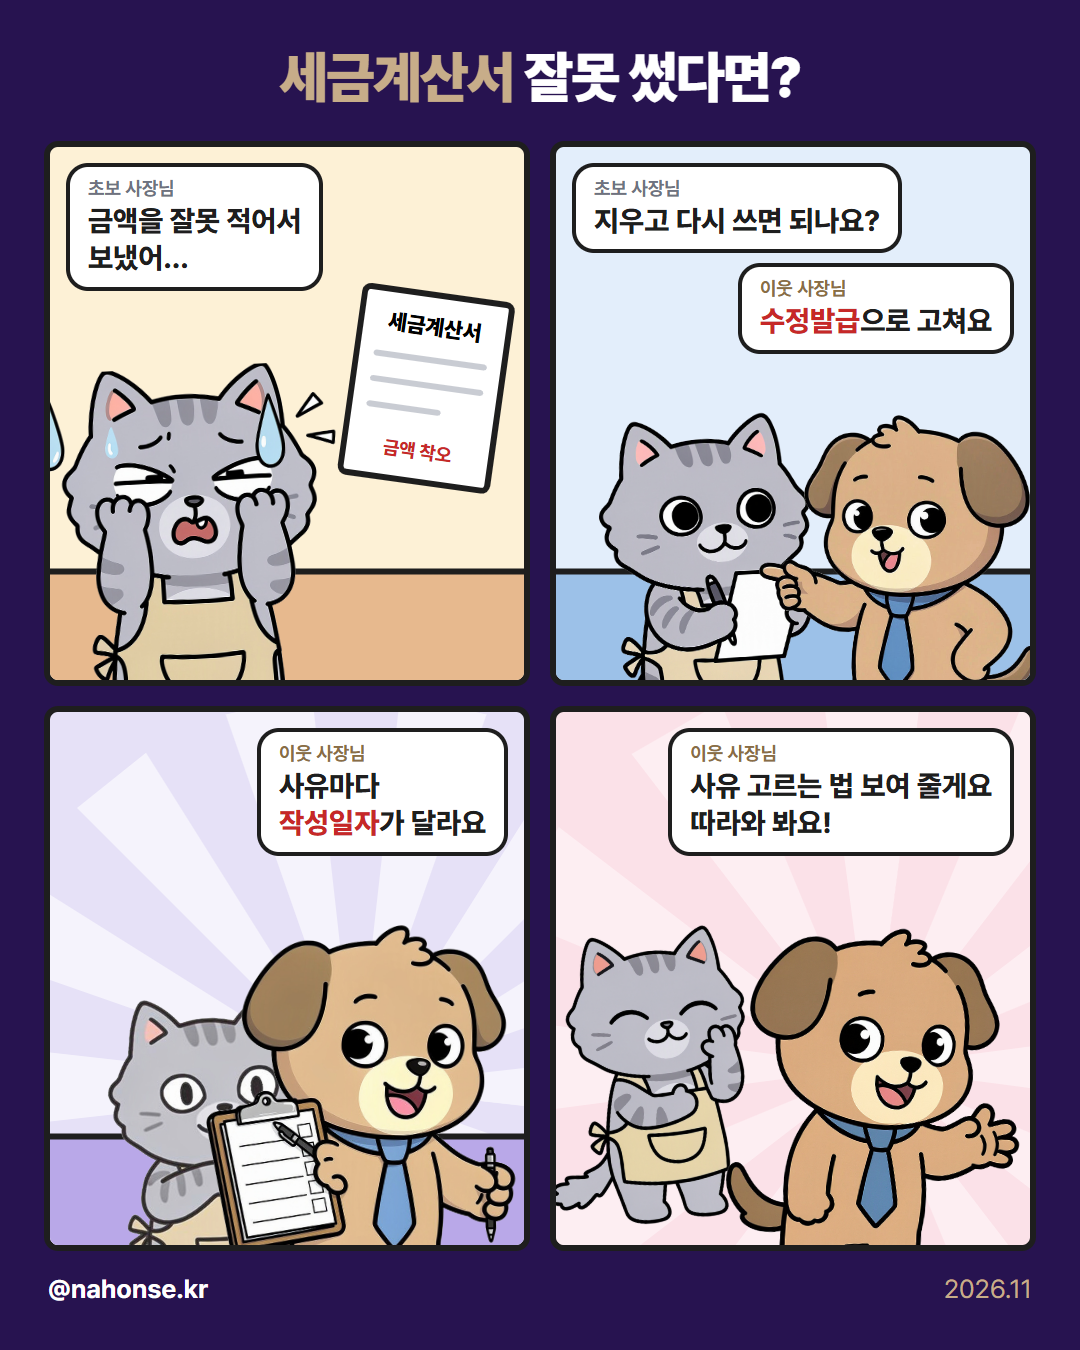 세금계산서 잘못 썼다면?
초보 사장님
금액을 잘못 적어서
보냈어...
세금계산서
금액 착오
초보 사장님
지우고 다시 쓰면 되나요?
이웃 사장님
수정발급으로 고쳐요
이웃 사장님
사유마다
작성일자가 달라요
이웃 사장님
사유 고르는 법 보여 줄게요
따라와 봐요!
@nahonse.kr
2026.11